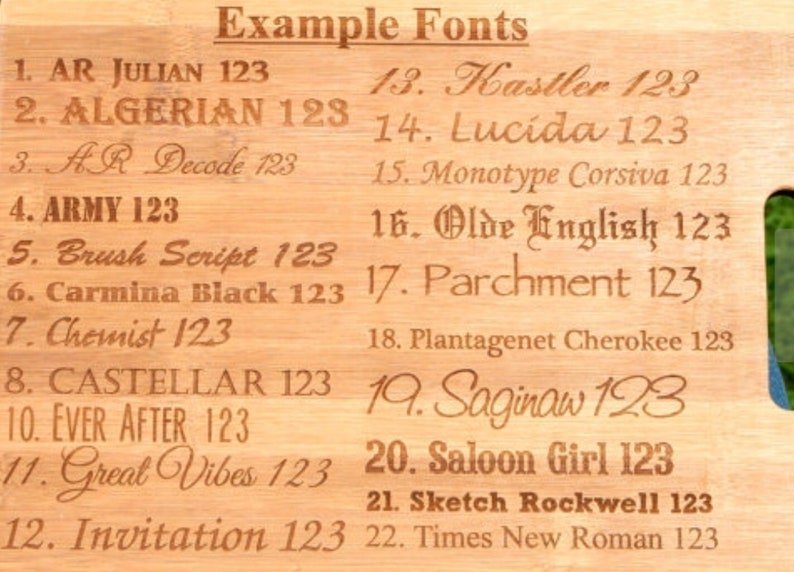 Example Fonts
1. AR Julian 123
2. ALGERIAN 123
3. AR Decode 123
4. ARMY 123
5. Brush Script 123
6. Carmina Black 123
7. Chemist 123
8. CASTELLAR 123
10. EVER AFTER 123
11. Great Vibes 123
12. Invitation 123
13. Kastler 123
14. Lucida 123
15. Monotype Corsiva 123
16. Olde English 123
17. Parchment 123
18. Plantagenet Cherokee 123
19. Saginaw 123
20. Saloon Girl 123
21. Sketch Rockwell 123
22. Times New Roman 123